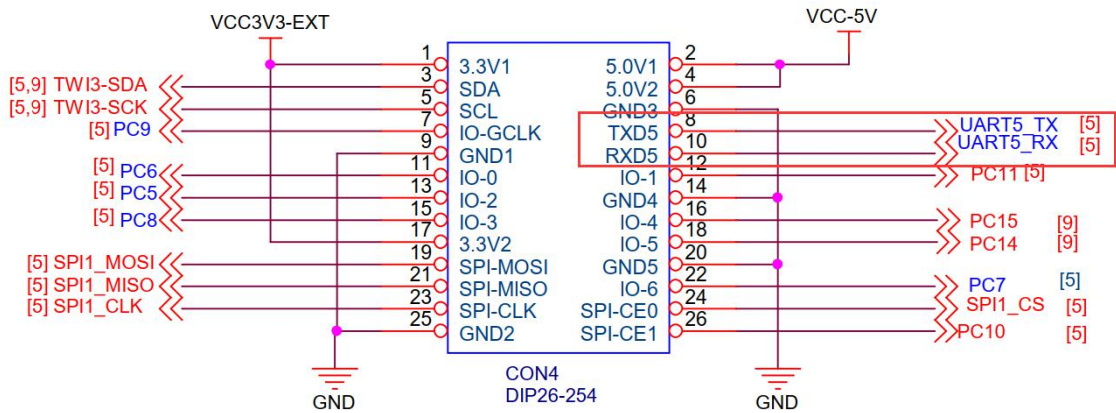 VCC3V3-EXT VCC-5V
1 3.3V1 5.0V1 2
[5,9] TWI3-SDA 3 SDA 5.0V2 4
[5,9] TWI3-SCK 5 SCL GND3 6
[5] PC9 7 IO-GCLK TXD5 8 UART5_TX [5]
9 GND1 RXD5 10 UART5_RX [5]
[5] PC6 11 IO-0 IO-1 12 PC11 [5]
[5] PC5 13 IO-2 GND4 14
[5] PC8 15 IO-3 IO-4 16 PC15 [9]
17 3.3V2 IO-5 18 PC14 [9]
[5] SPI1_MOSI 19 SPI-MOSI GND5 20
[5] SPI1_MISO 21 SPI-MISO IO-6 22 PC7 [5]
[5] SPI1_CLK 23 SPI-CLK SPI-CE0 24 SPI1_CS [5]
25 GND2 SPI-CE1 26 PC10 [5]
CON4
DIP26-254
GND GND